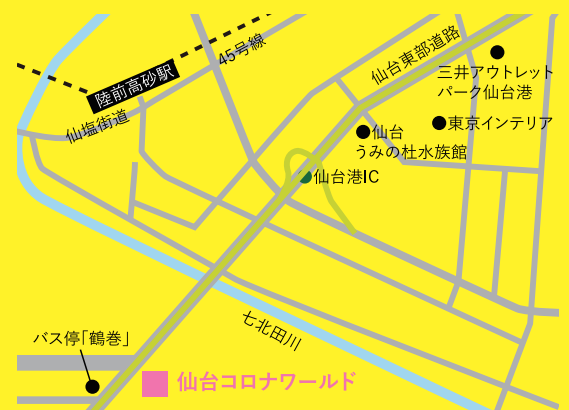 45号線
陸前高砂駅
仙塩街道
仙台東部道路
三井アウトレット
パーク仙台港
東京インテリア
仙台
うみの杜水族館
仙台港IC
七北田川
バス停「鶴巻」
仙台コロナワールド